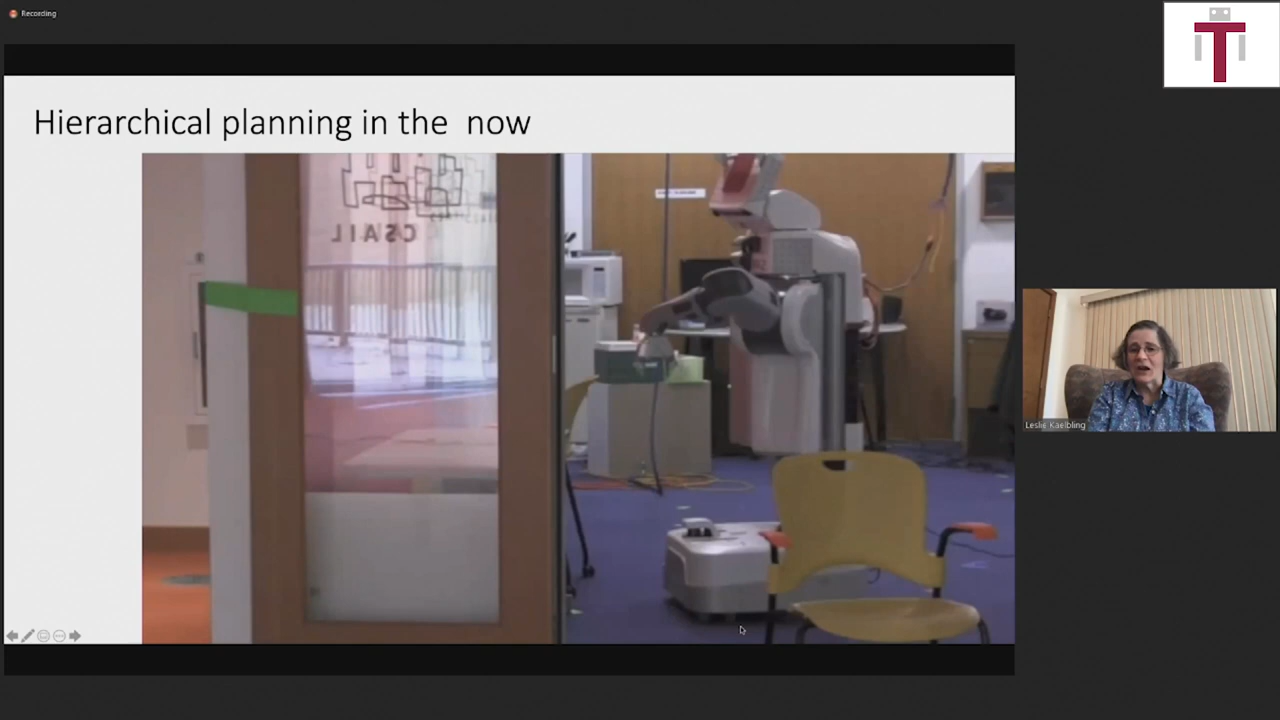 Recording
Hierarchical planning in the now
CSAIL
Leslie Kaelbling
T